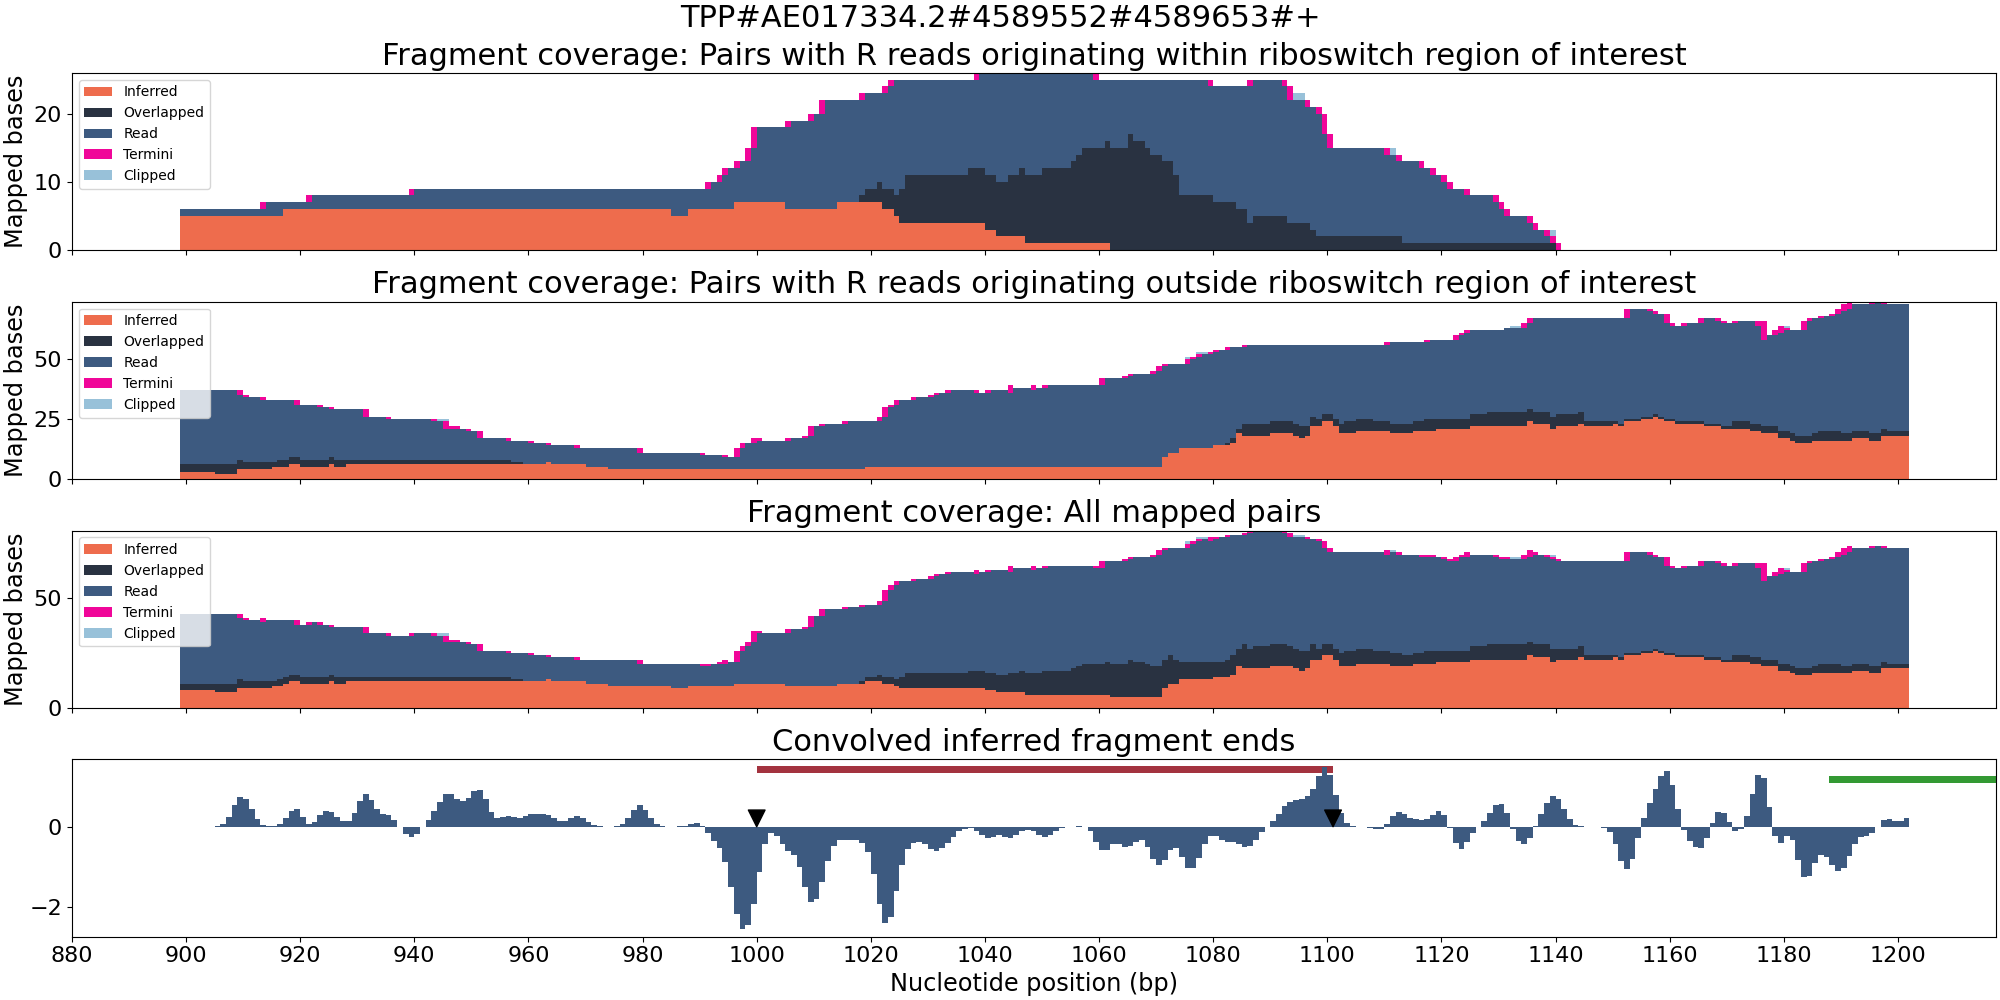 TPP#AE017334.2#4589552#4589653#+
Fragment coverage: Pairs with R reads originating within riboswitch region of interest
Mapped bases
20
10
0
Inferred
Overlapped
Read
Termini
Clipped
Fragment coverage: Pairs with R reads originating outside riboswitch region of interest
Mapped bases
50
25
0
Inferred
Overlapped
Read
Termini
Clipped
Fragment coverage: All mapped pairs
Mapped bases
50
0
Inferred
Overlapped
Read
Termini
Clipped
Convolved inferred fragment ends
0
−2
880 900 920 940 960 980 1000 1020 1040 1060 1080 1100 1120 1140 1160 1180 1200
Nucleotide position (bp)